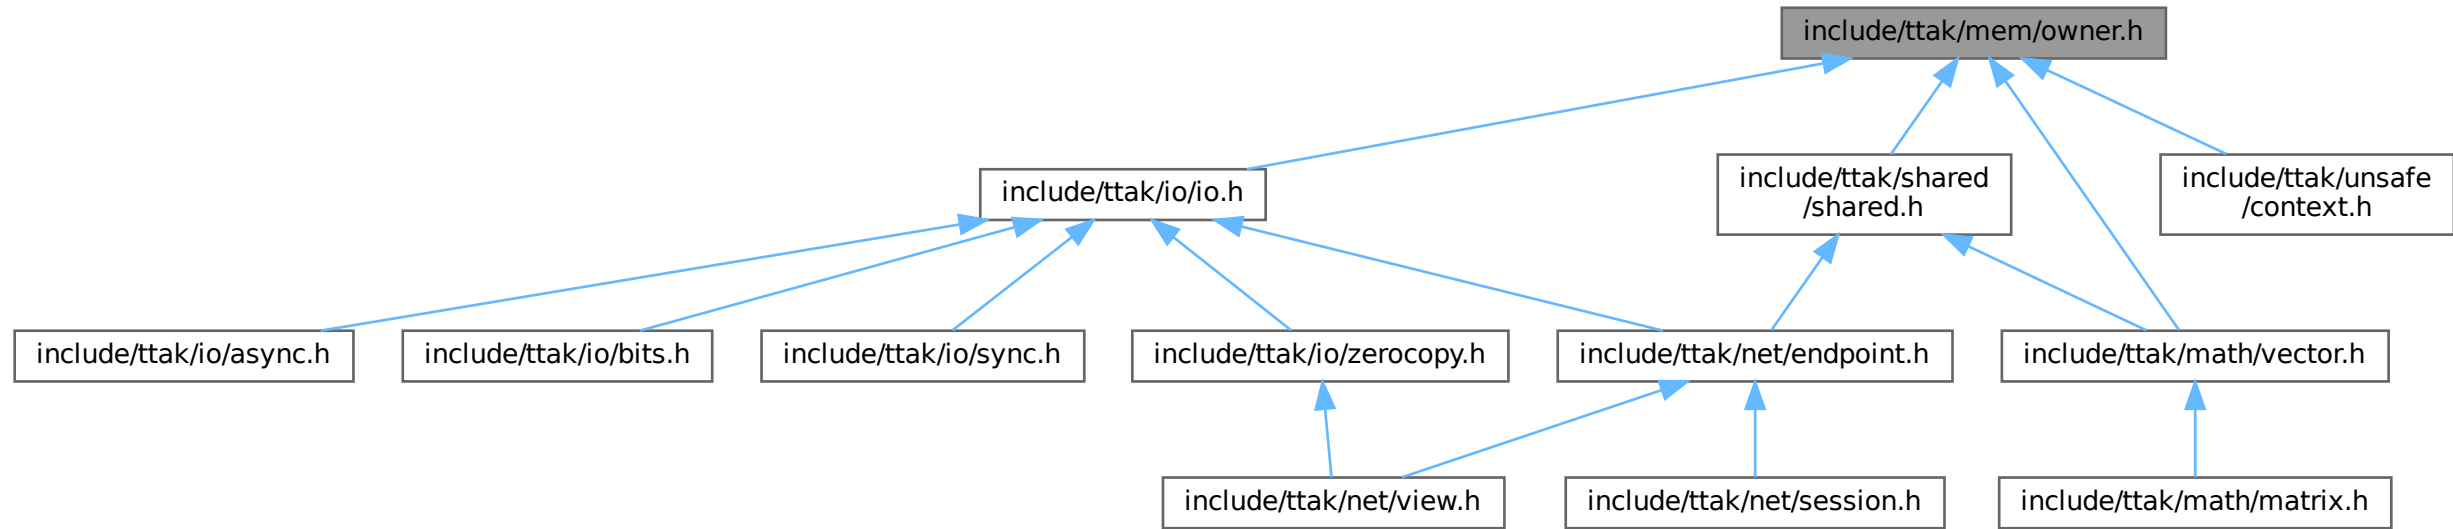 include/ttak/mem/owner.h
include/ttak/io/io.h
include/ttak/shared
/shared.h
include/ttak/unsafe
/context.h
include/ttak/io/async.h
include/ttak/io/bits.h
include/ttak/io/sync.h
include/ttak/io/zerocopy.h
include/ttak/net/endpoint.h
include/ttak/math/vector.h
include/ttak/net/view.h
include/ttak/net/session.h
include/ttak/math/matrix.h